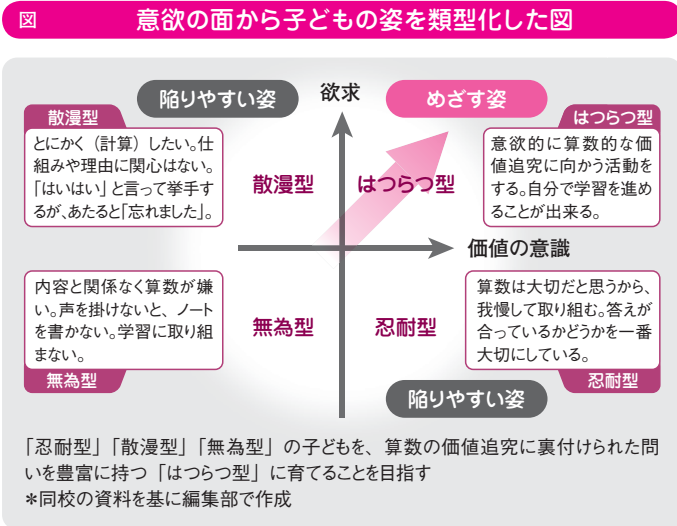 図 意欲の面から子どもの姿を類型化した図
陥りやすい姿
欲求
めざす姿
散漫型
とにかく（計算）したい。仕
組みや理由に関心はない。
「はいはい」と言って挙手す
るが、あたると「忘れました」。
散漫型
はつらつ型
はつらつ型
意欲的に算数的な価
値追究に向かう活動を
する。自分で学習を進め
ることが出来る。
価値の意識
内容と関係なく算数が嫌
い。声を掛けないと、ノート
を書かない。学習に取り組
まない。
無為型
無為型
忍耐型
算数は大切だと思うから、
我慢して取り組む。答えが
合っているかどうかを一番
大切にしている。
忍耐型
陥りやすい姿
「忍耐型」「散漫型」「無為型」の子どもを、算数の価値追究に裏付けられた問
いを豊富に持つ「はつらつ型」に育てることを目指す
＊同校の資料を基に編集部で作成